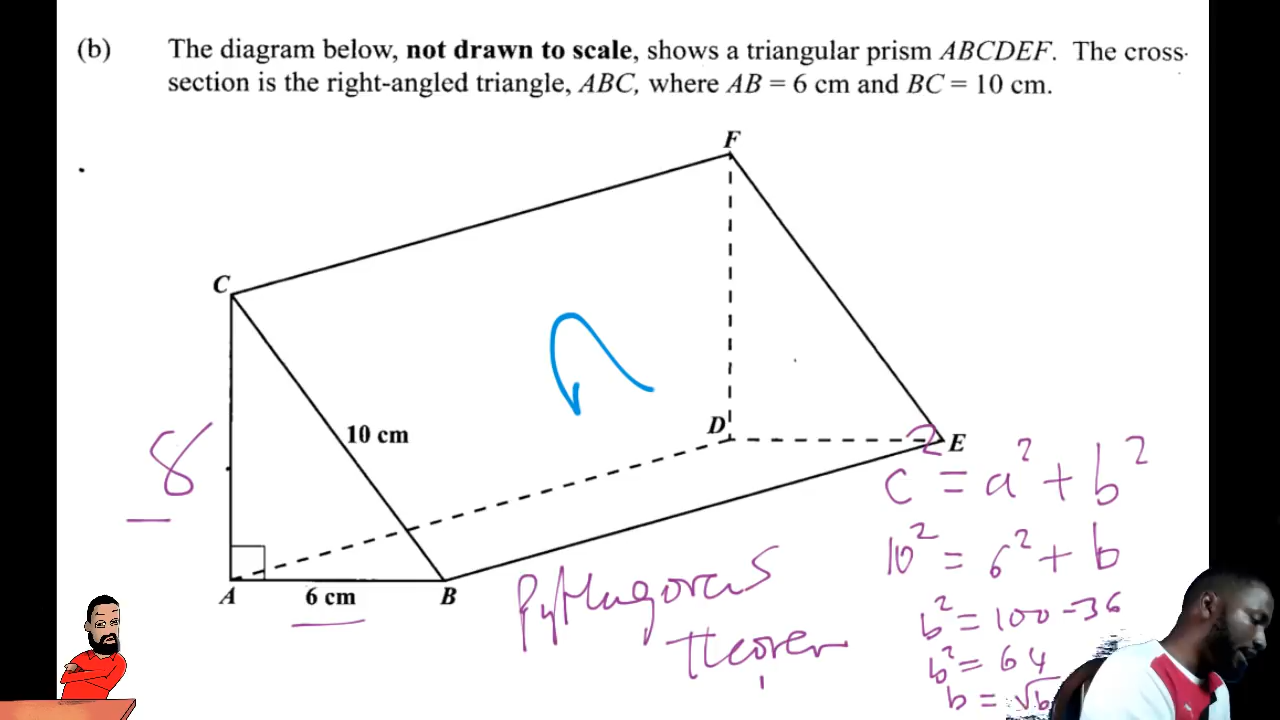 (b) The diagram below, not drawn to scale, shows a triangular prism ABCDEF. The cross-
section is the right-angled triangle, ABC, where AB = 6 cm and BC = 10 cm.
F
C
8
10 cm
D
E
A
6 cm
B
Pythagoras
theorem
c² = a² + b²
10² = 6² + b
b² = 100 - 36
b² = 64